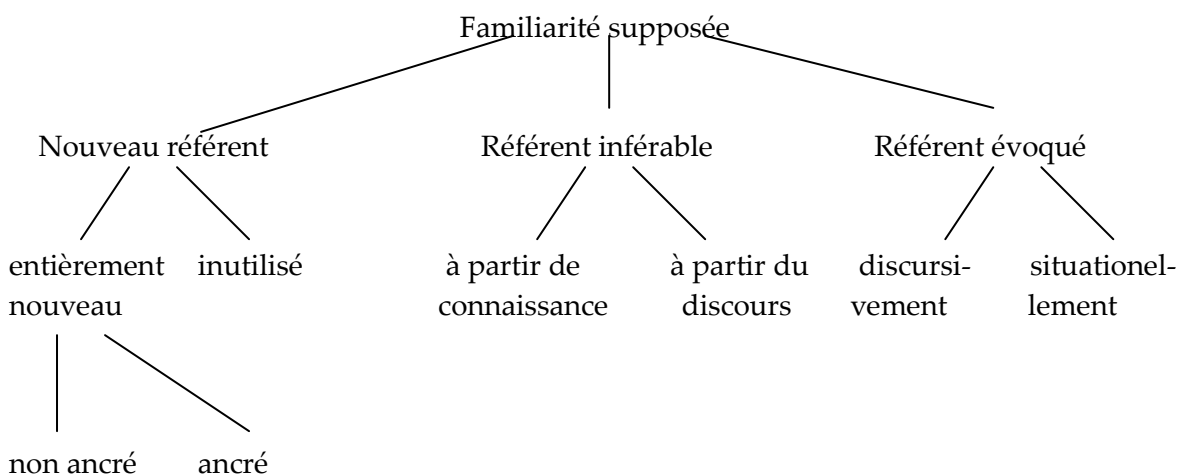 Familiarité supposée
Nouveau référent Référent inférable Référent évoqué
entièrement inutilisé à partir de à partir du discursi- situationel-
nouveau connaissance discours vement lement
non ancré ancré